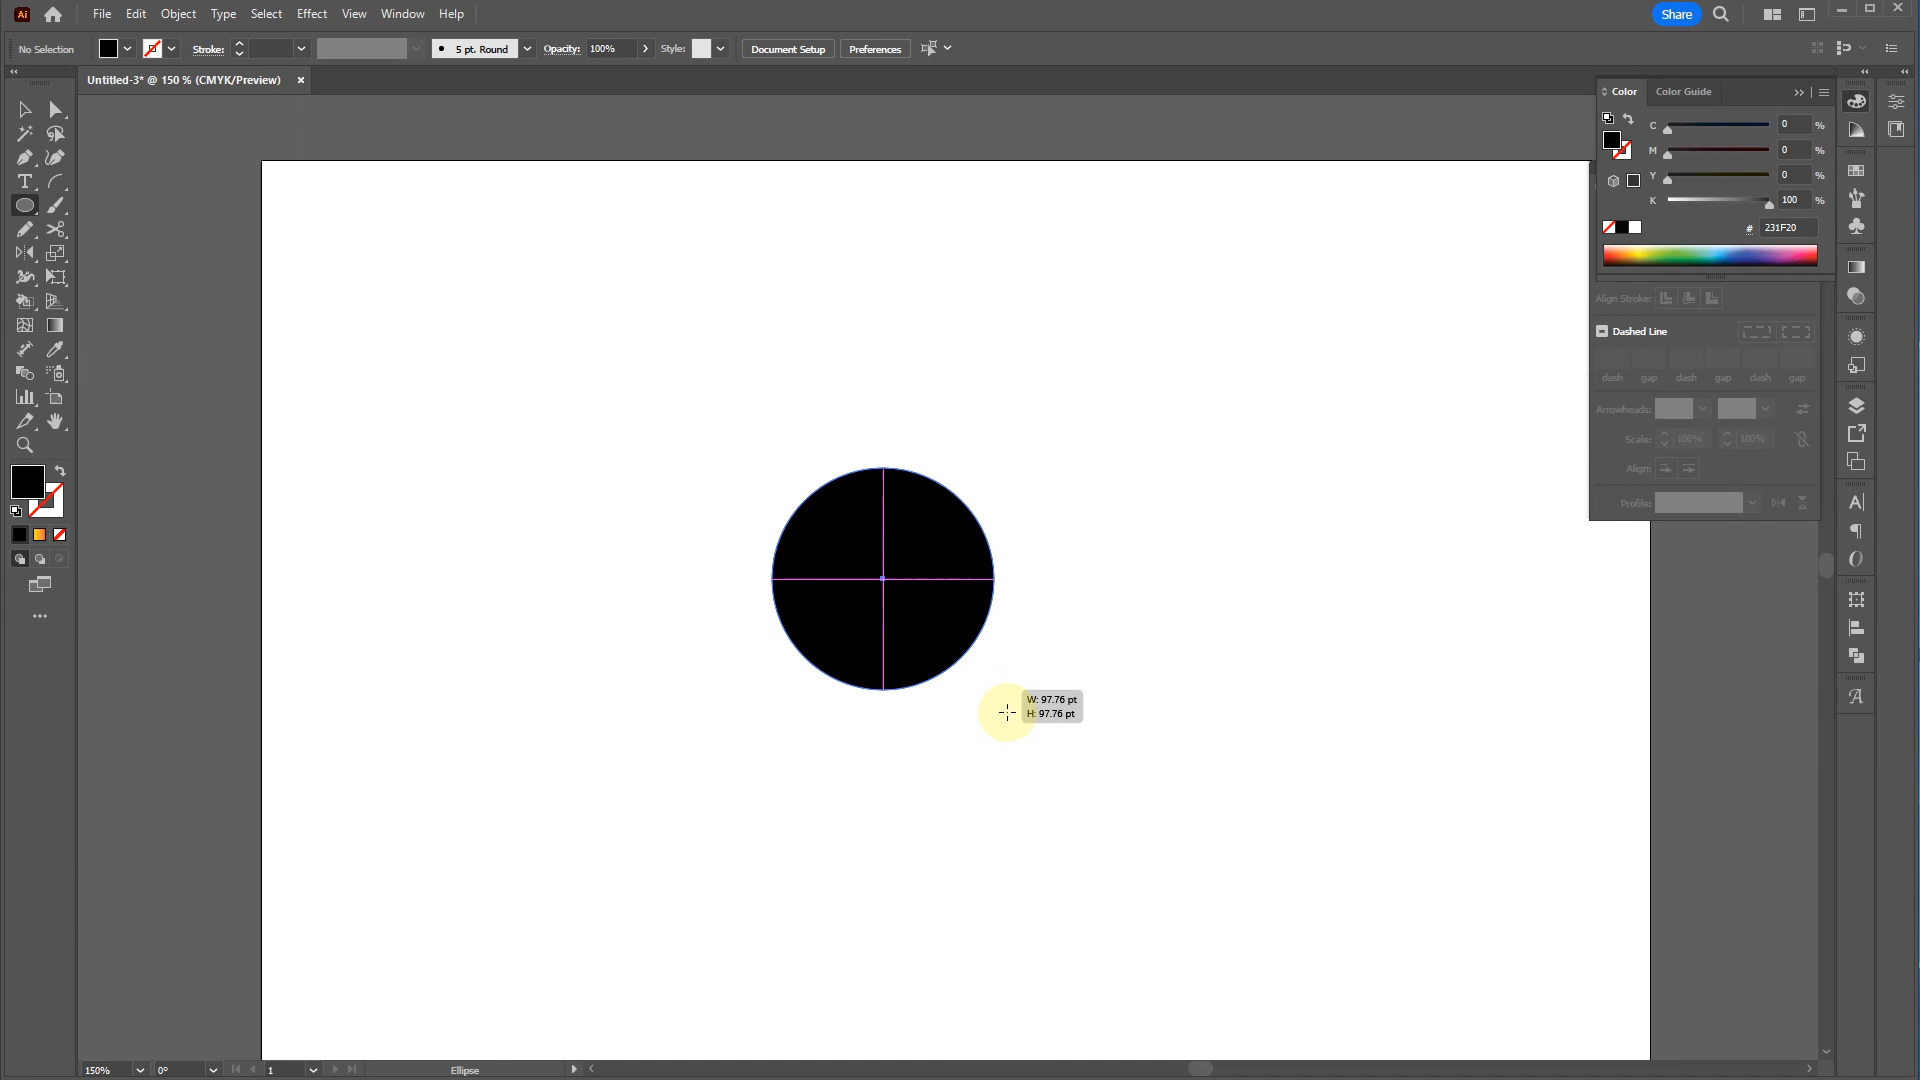 Ai File Edit Object Type Select Effect View Window Help Share
No Selection Stroke: 5 pt. Round Opacity: 100% Style: Document Setup Preferences
Untitled-3* @ 150 % (CMYK/Preview) ×
Color Color Guide
C 0 %
M 0 %
Y 0 %
K 100 %
# 231F20
Align Stroke:
Dashed Line
dash gap dash gap dash gap
Arrowheads:
Scale: 100% 100%
Align:
Profile:
W: 97.76 pt
H: 97.76 pt
150% 0° 1 Ellipse